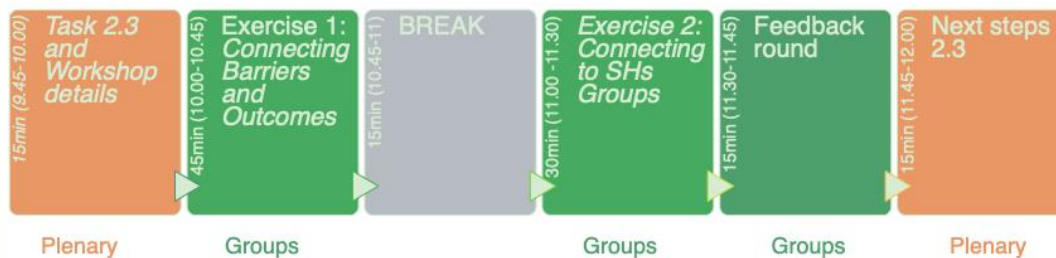 15min (9.45-10.00)
Task 2.3
and
Workshop
details
45min (10.00-10.45)
Exercise 1:
Connecting
Barriers
and
Outcomes
15min (10.45-11)
BREAK
30min (11.00 -11.30)
Exercise 2:
Connecting
to SHs
Groups
15min (11.30-11.45)
Feedback
round
15min (11.45-12.00)
Next steps
2.3
Plenary
Groups
Groups
Groups
Plenary